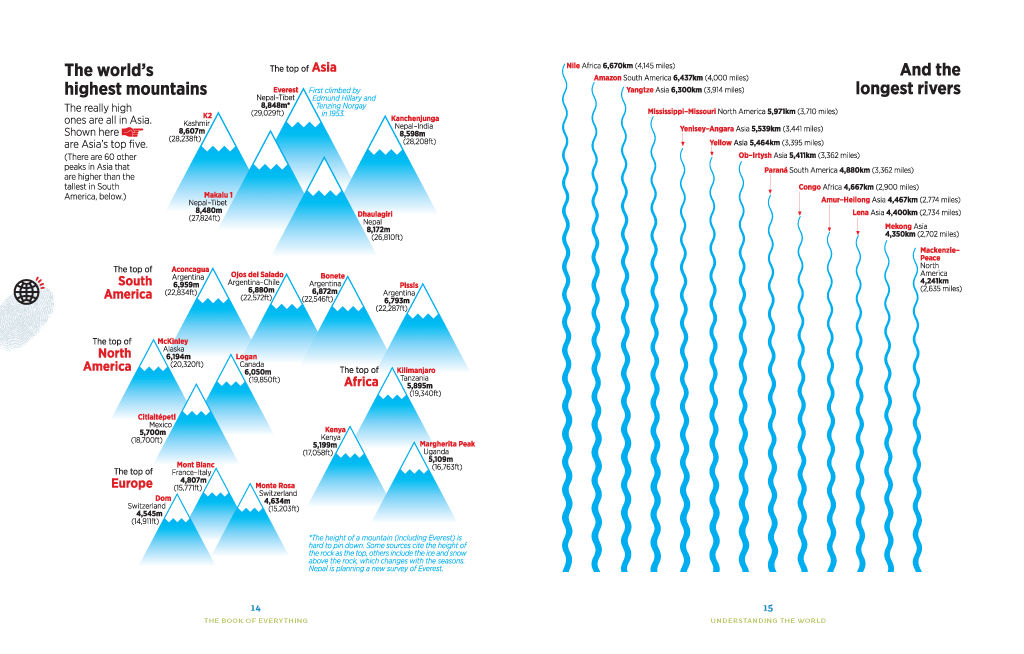 The world's
highest mountains
The really high
ones are all in Asia.
Shown here
are Asia's top five.
(There are 60 other
peaks in Asia that
are higher than the
tallest in South
America, below.)
The top of Asia
Everest
Nepal–Tibet
8,848m*
(29,029ft)
First climbed by
Edmund Hillary and
Tenzing Norgay
in 1953.
K2
Kashmir
8,607m
(28,238ft)
Kanchenjunga
Nepal–India
8,598m
(28,208ft)
Makalu 1
Nepal–Tibet
8,480m
(27,824ft)
Dhaulagiri
Nepal
8,172m
(26,810ft)
The top of
South
America
Aconcagua
Argentina
6,959m
(22,834ft)
Ojos del Salado
Argentina–Chile
6,880m
(22,572ft)
Bonete
Argentina
6,872m
(22,546ft)
Pissis
Argentina
6,793m
(22,287ft)
The top of
North
America
McKinley
Alaska
6,194m
(20,320ft)
Logan
Canada
6,050m
(19,850ft)
Citlaltépetl
Mexico
5,700m
(18,700ft)
The top of
Africa
Kilimanjaro
Tanzania
5,895m
(19,340ft)
Kenya
Kenya
5,199m
(17,058ft)
Margherita Peak
Uganda
5,109m
(16,763ft)
The top of
Europe
Mont Blanc
France–Italy
4,807m
(15,771ft)
Dom
Switzerland
4,545m
(14,911ft)
Monte Rosa
Switzerland
4,634m
(15,203ft)
*The height of a mountain (including Everest) is
hard to pin down. Some sources cite the height of
the rock as the top, others include the ice and snow
above the rock, which changes with the seasons.
Nepal is planning a new survey of Everest.
14
THE BOOK OF EVERYTHING
And the
longest rivers
Nile Africa 6,670km (4,145 miles)
Amazon South America 6,437km (4,000 miles)
Yangtze Asia 6,300km (3,914 miles)
Mississippi–Missouri North America 5,971km (3,710 miles)
Yenisey–Angara Asia 5,539km (3,441 miles)
Yellow Asia 5,464km (3,395 miles)
Ob–Irtysh Asia 5,411km (3,362 miles)
Paraná South America 4,880km (3,362 miles)
Congo Africa 4,667km (2,900 miles)
Amur–Heilong Asia 4,467km (2,774 miles)
Lena Asia 4,400km (2,734 miles)
Mekong Asia
4,350km (2,702 miles)
Mackenzie–
Peace
North
America
4,241km
(2,635 miles)
15
UNDERSTANDING THE WORLD